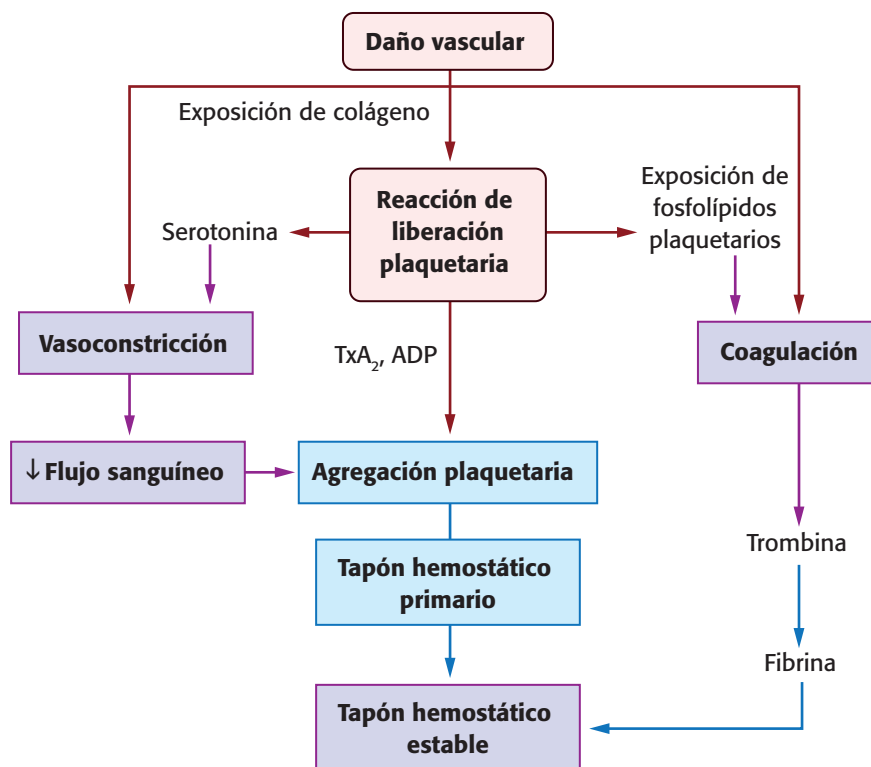 Daño vascular
Exposición de colágeno
Reacción de
liberación
plaquetaria
Serotonina
Exposición de
fosfolípidos
plaquetarios
Vasoconstricción
TxA₂, ADP
Coagulación
↓ Flujo sanguíneo
Agregación plaquetaria
Trombina
Tapón hemostático
primario
Fibrina
Tapón hemostático
estable